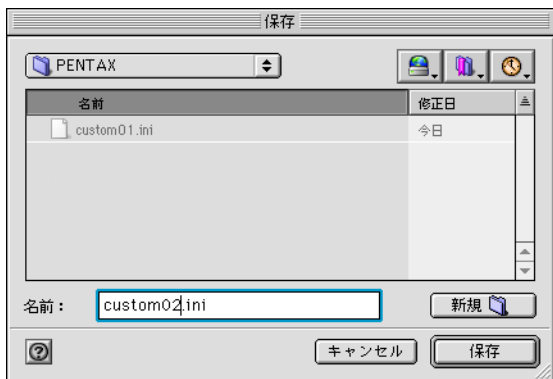 保存
PENTAX
名前 修正日
custom01.ini 今日
名前： custom02.ini 新規
キャンセル 保存